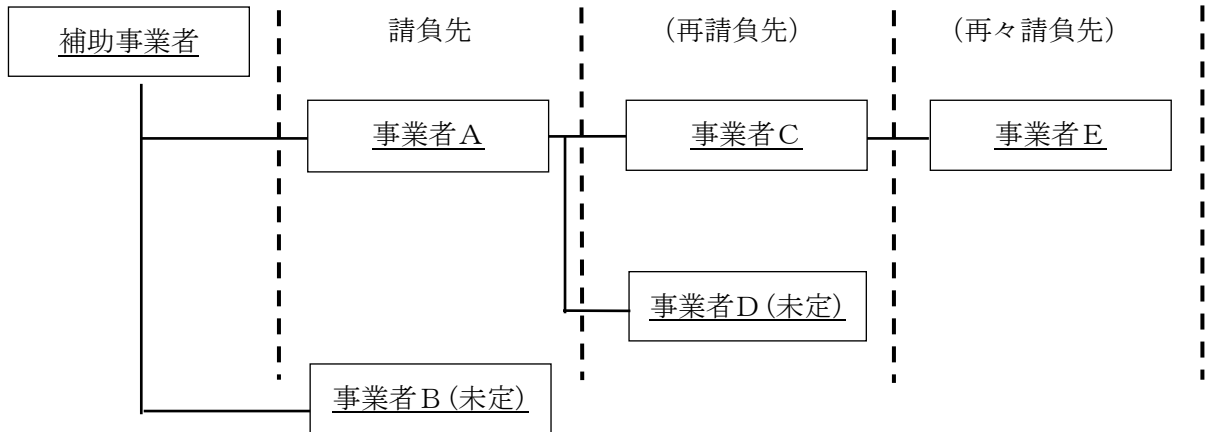 補助事業者
請負先
(再請負先)
(再々請負先)
事業者A
事業者C
事業者E
事業者D(未定)
事業者B(未定)